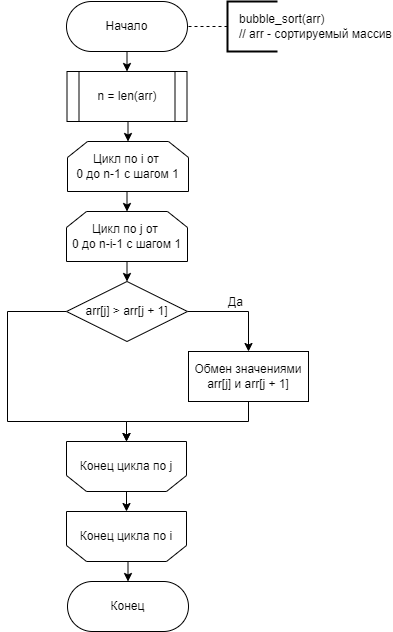 Начало
bubble_sort(arr)
// arr - сортируемый массив
n = len(arr)
Цикл по i от
0 до n-1 с шагом 1
Цикл по j от
0 до n-i-1 с шагом 1
arr[j] > arr[j + 1]
Да
Обмен значениями
arr[j] и arr[j + 1]
Конец цикла по j
Конец цикла по i
Конец